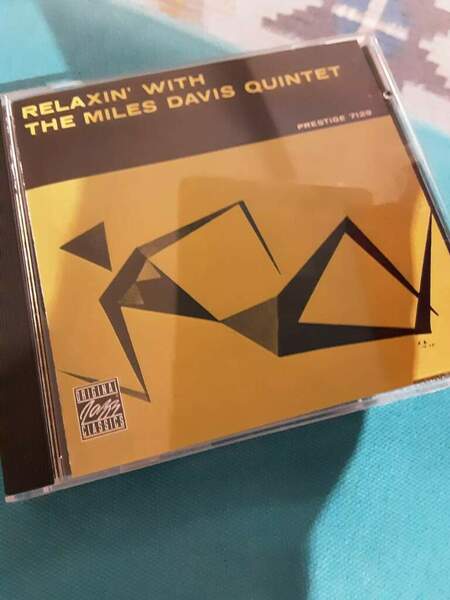 RELAXIN' WITH
THE MILES DAVIS QUINTET
PRESTIGE 7129
ORIGINAL
Jazz
CLASSICS